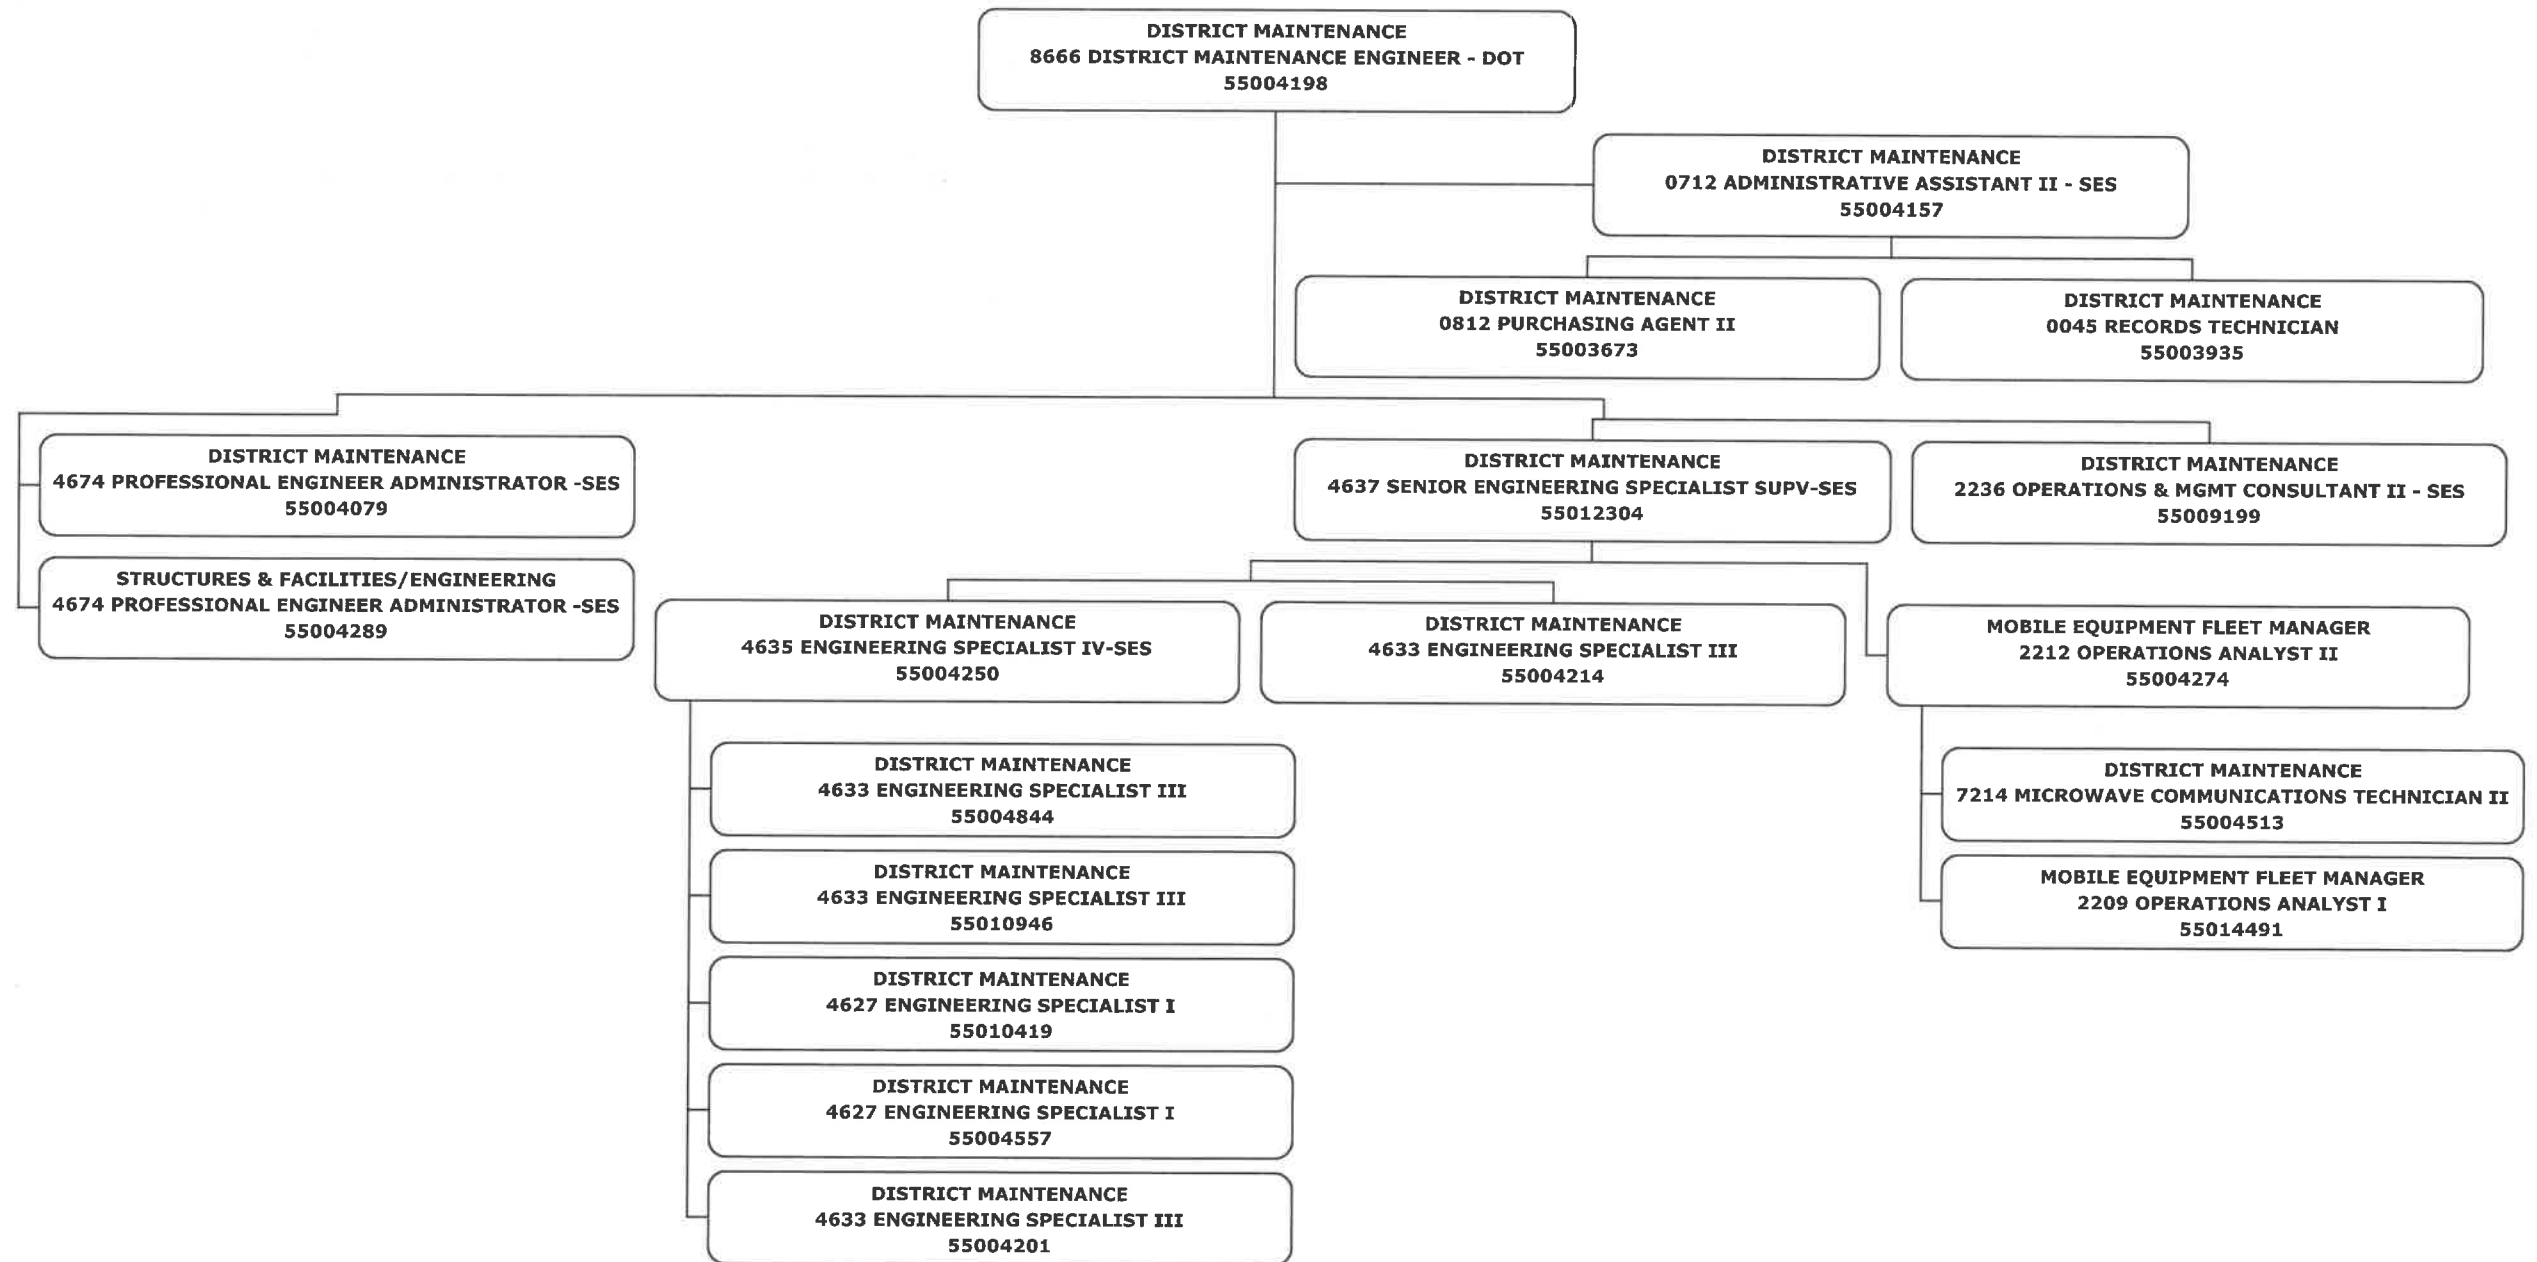 DISTRICT MAINTENANCE
8666 DISTRICT MAINTENANCE ENGINEER - DOT
55004198
DISTRICT MAINTENANCE
0712 ADMINISTRATIVE ASSISTANT II - SES
55004157
DISTRICT MAINTENANCE
0812 PURCHASING AGENT II
55003673
DISTRICT MAINTENANCE
0045 RECORDS TECHNICIAN
55003935
DISTRICT MAINTENANCE
4674 PROFESSIONAL ENGINEER ADMINISTRATOR -SES
55004079
STRUCTURES & FACILITIES/ENGINEERING
4674 PROFESSIONAL ENGINEER ADMINISTRATOR -SES
55004289
DISTRICT MAINTENANCE
4637 SENIOR ENGINEERING SPECIALIST SUPV-SES
55012304
DISTRICT MAINTENANCE
2236 OPERATIONS & MGMT CONSULTANT II - SES
55009199
DISTRICT MAINTENANCE
4635 ENGINEERING SPECIALIST IV-SES
55004250
DISTRICT MAINTENANCE
4633 ENGINEERING SPECIALIST III
55004214
MOBILE EQUIPMENT FLEET MANAGER
2212 OPERATIONS ANALYST II
55004274
DISTRICT MAINTENANCE
4633 ENGINEERING SPECIALIST III
55004844
DISTRICT MAINTENANCE
4633 ENGINEERING SPECIALIST III
55010946
DISTRICT MAINTENANCE
4627 ENGINEERING SPECIALIST I
55010419
DISTRICT MAINTENANCE
4627 ENGINEERING SPECIALIST I
55004557
DISTRICT MAINTENANCE
4633 ENGINEERING SPECIALIST III
55004201
DISTRICT MAINTENANCE
7214 MICROWAVE COMMUNICATIONS TECHNICIAN II
55004513
MOBILE EQUIPMENT FLEET MANAGER
2209 OPERATIONS ANALYST I
55014491